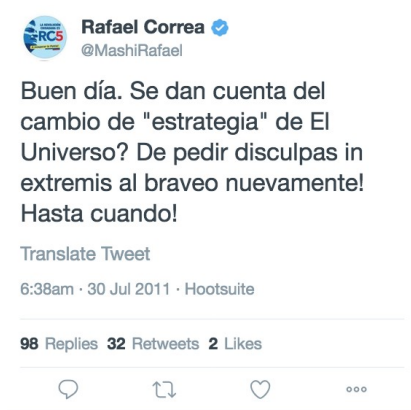 Rafael Correa
@MashiRafael
Buen día. Se dan cuenta del
cambio de "estrategia" de El
Universo? De pedir disculpas in
extremis al braveo nuevamente!
Hasta cuando!
Translate Tweet
6:38am · 30 Jul 2011 · Hootsuite
98 Replies 32 Retweets 2 Likes